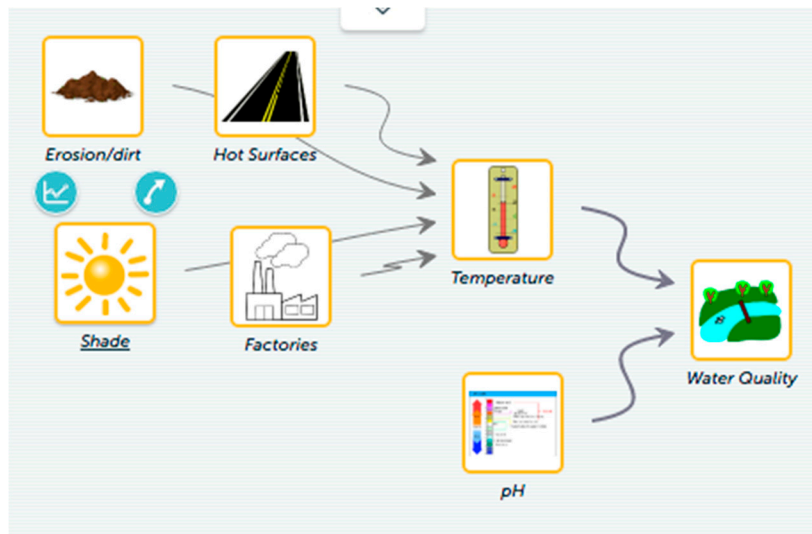 Erosion/dirt
Hot Surfaces
Shade
Factories
Temperature
Water Quality
pH